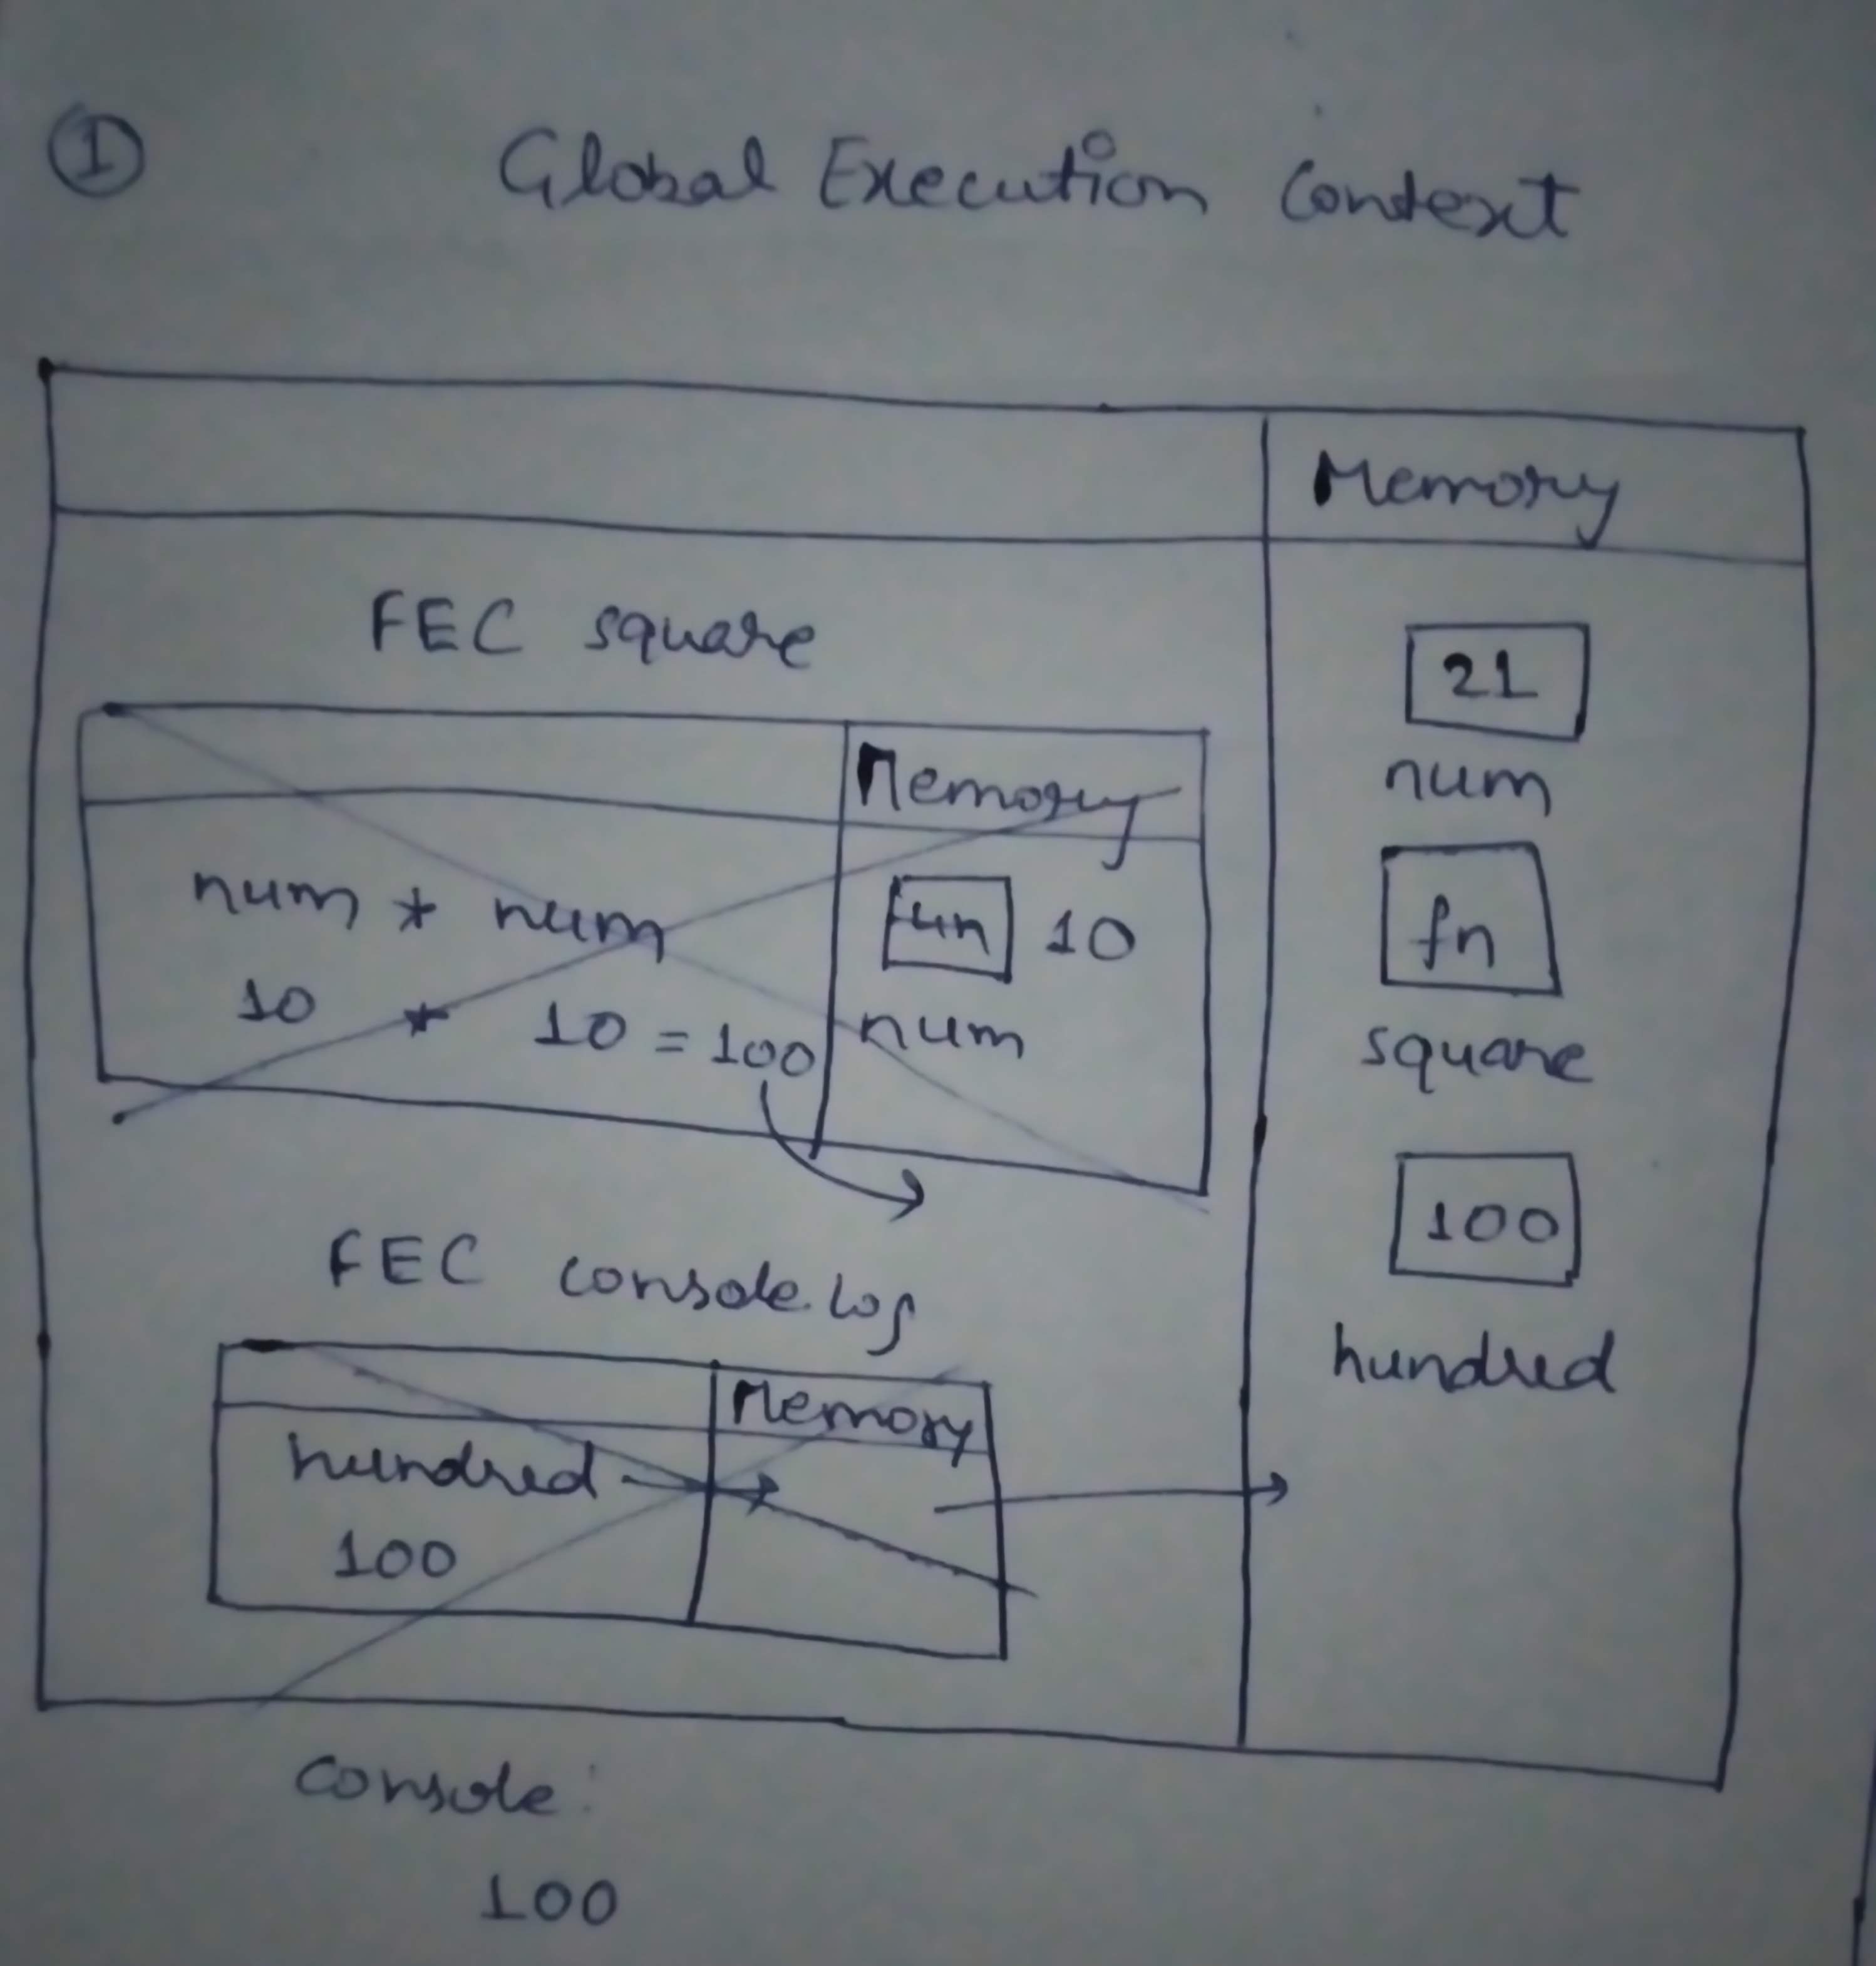 1 Global Execution Context
Memory
FEC square
21
num
Memory
num * num
fn
10
10 * 10 = 100
num
square
100
FEC console.log
hundred
Memory
hundred
100
Console:
100